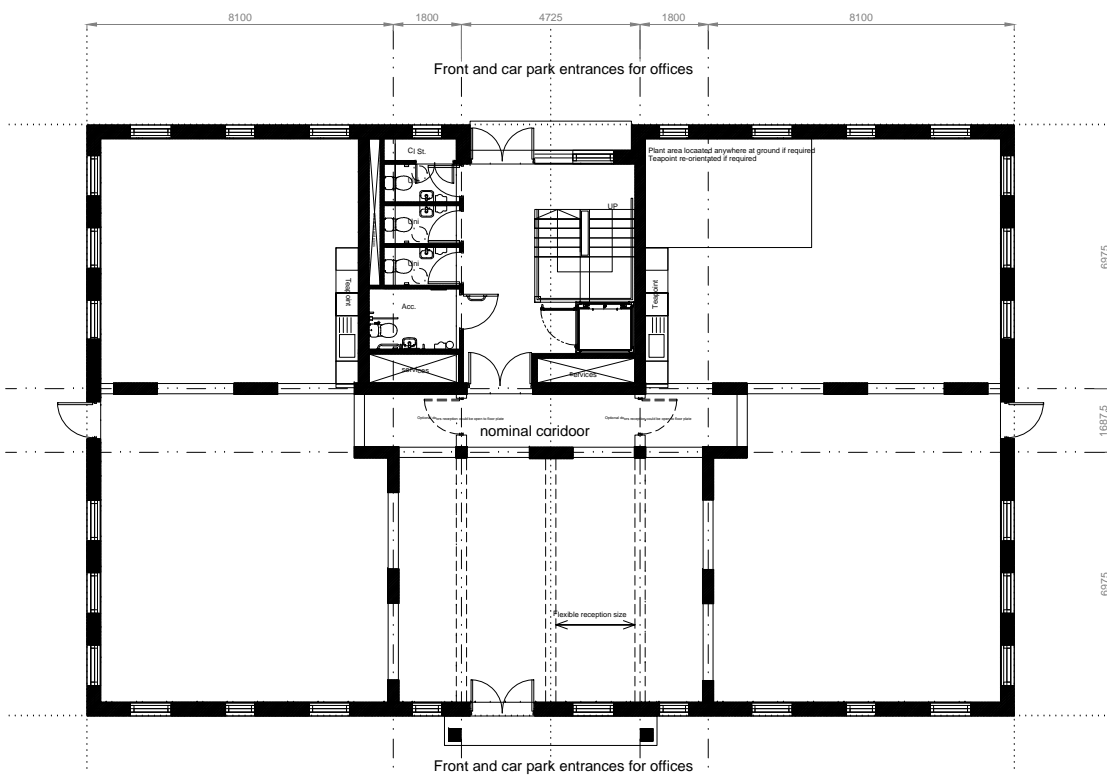 8100
1800
4725
1800
8100
Front and car park entrances for offices
Plant area locaated anywhere at ground if required
Teapoint re-orientated if required
Cl St.
Uni
UP
Uni
Uni
Teapoint
Teapoint
Acc.
services
services
6975
1687.5
6975
nominal coridoor
Flexible reception size
Front and car park entrances for offices